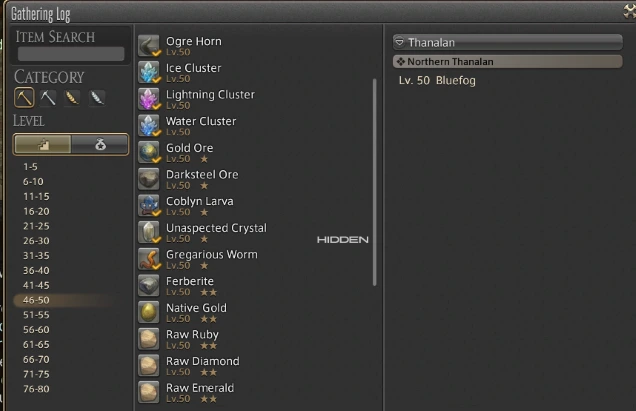 Gathering Log
ITEM SEARCH
CATEGORY
LEVEL
1-5
6-10
11-15
16-20
21-25
26-30
31-35
36-40
41-45
46-50
51-55
56-60
61-65
66-70
71-75
76-80
Ogre Horn
Lv.50
Ice Cluster
Lv.50
Lightning Cluster
Lv.50
Water Cluster
Lv.50
Gold Ore
Lv.50 ★
Darksteel Ore
Lv.50 ★
Coblyn Larva
Lv.50 ★
Unaspected Crystal
Lv.50 ★
HIDDEN
Gregarious Worm
Lv.50 ★
Ferberite
Lv.50 ★★
Native Gold
Lv.50 ★★
Raw Ruby
Lv.50 ★★
Raw Diamond
Lv.50 ★★
Raw Emerald
Lv.50 ★★
Thanalan
Northern Thanalan
Lv. 50 Bluefog